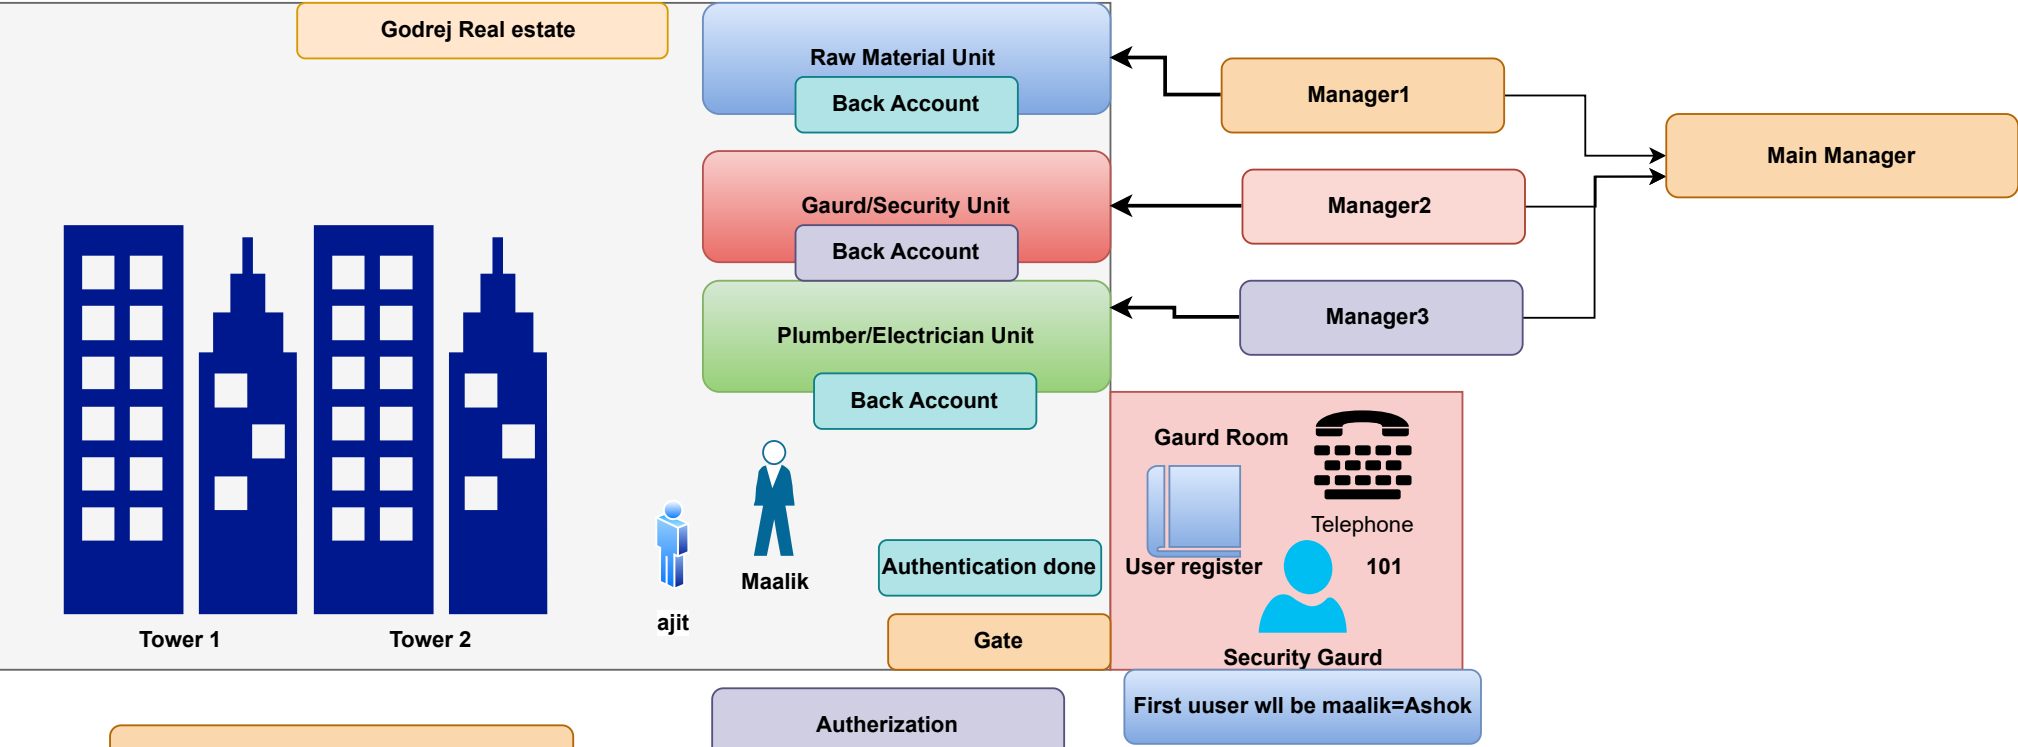 Godrej Real estate
Raw Material Unit
Back Account
Manager1
Main Manager
Gaurd/Security Unit
Back Account
Manager2
Plumber/Electrician Unit
Back Account
Manager3
Gaurd Room
Telephone
101
User register
Security Gaurd
Maalik
ajit
Authentication done
Gate
Tower 1
Tower 2
First uuser wll be maalik=Ashok
Autherization